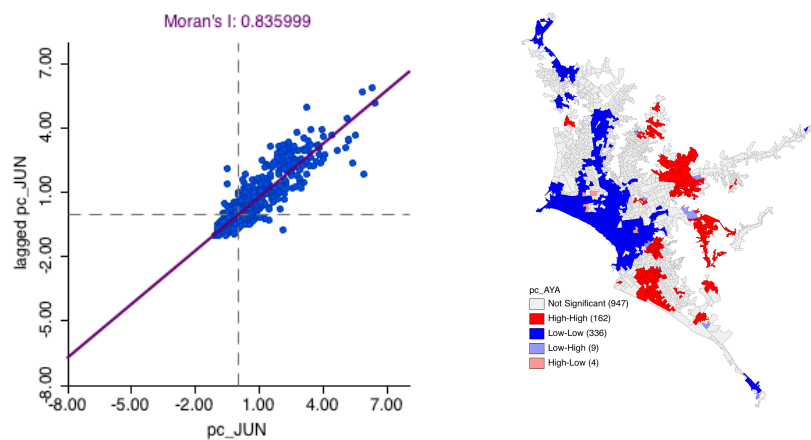 Moran's I: 0.835999
7.00
4.00
1.00
-2.00
-5.00
-8.00
lagged pc_JUN
-8.00 -5.00 -2.00 1.00 4.00 7.00
pc_JUN
pc_AYA
Not Significant (947)
High-High (162)
Low-Low (336)
Low-High (9)
High-Low (4)